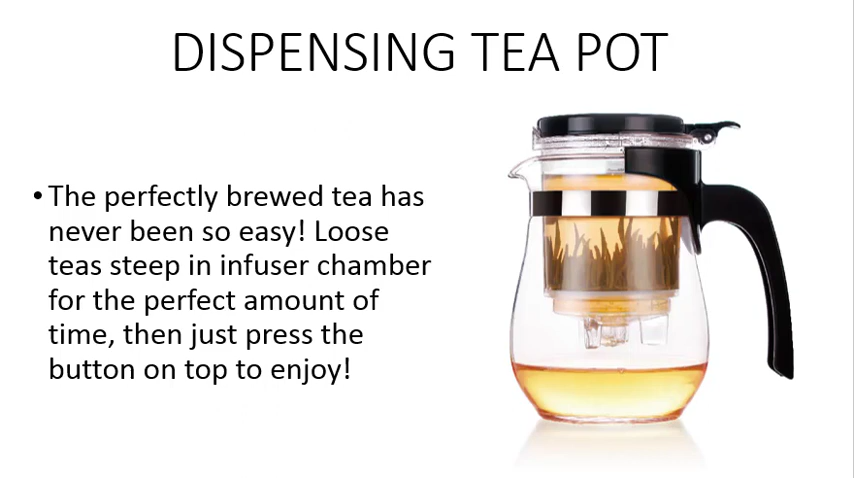 DISPENSING TEA POT
• The perfectly brewed tea has
never been so easy! Loose
teas steep in infuser chamber
for the perfect amount of
time, then just press the
button on top to enjoy!